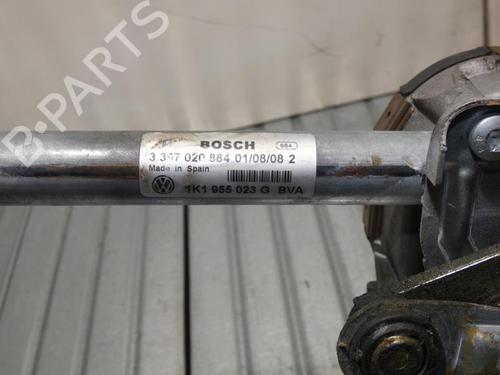 BOSCH 984
3 397 020 884 01/08/08 2
Made in Spain
1K1 955 023 G BVA
B-PARTS